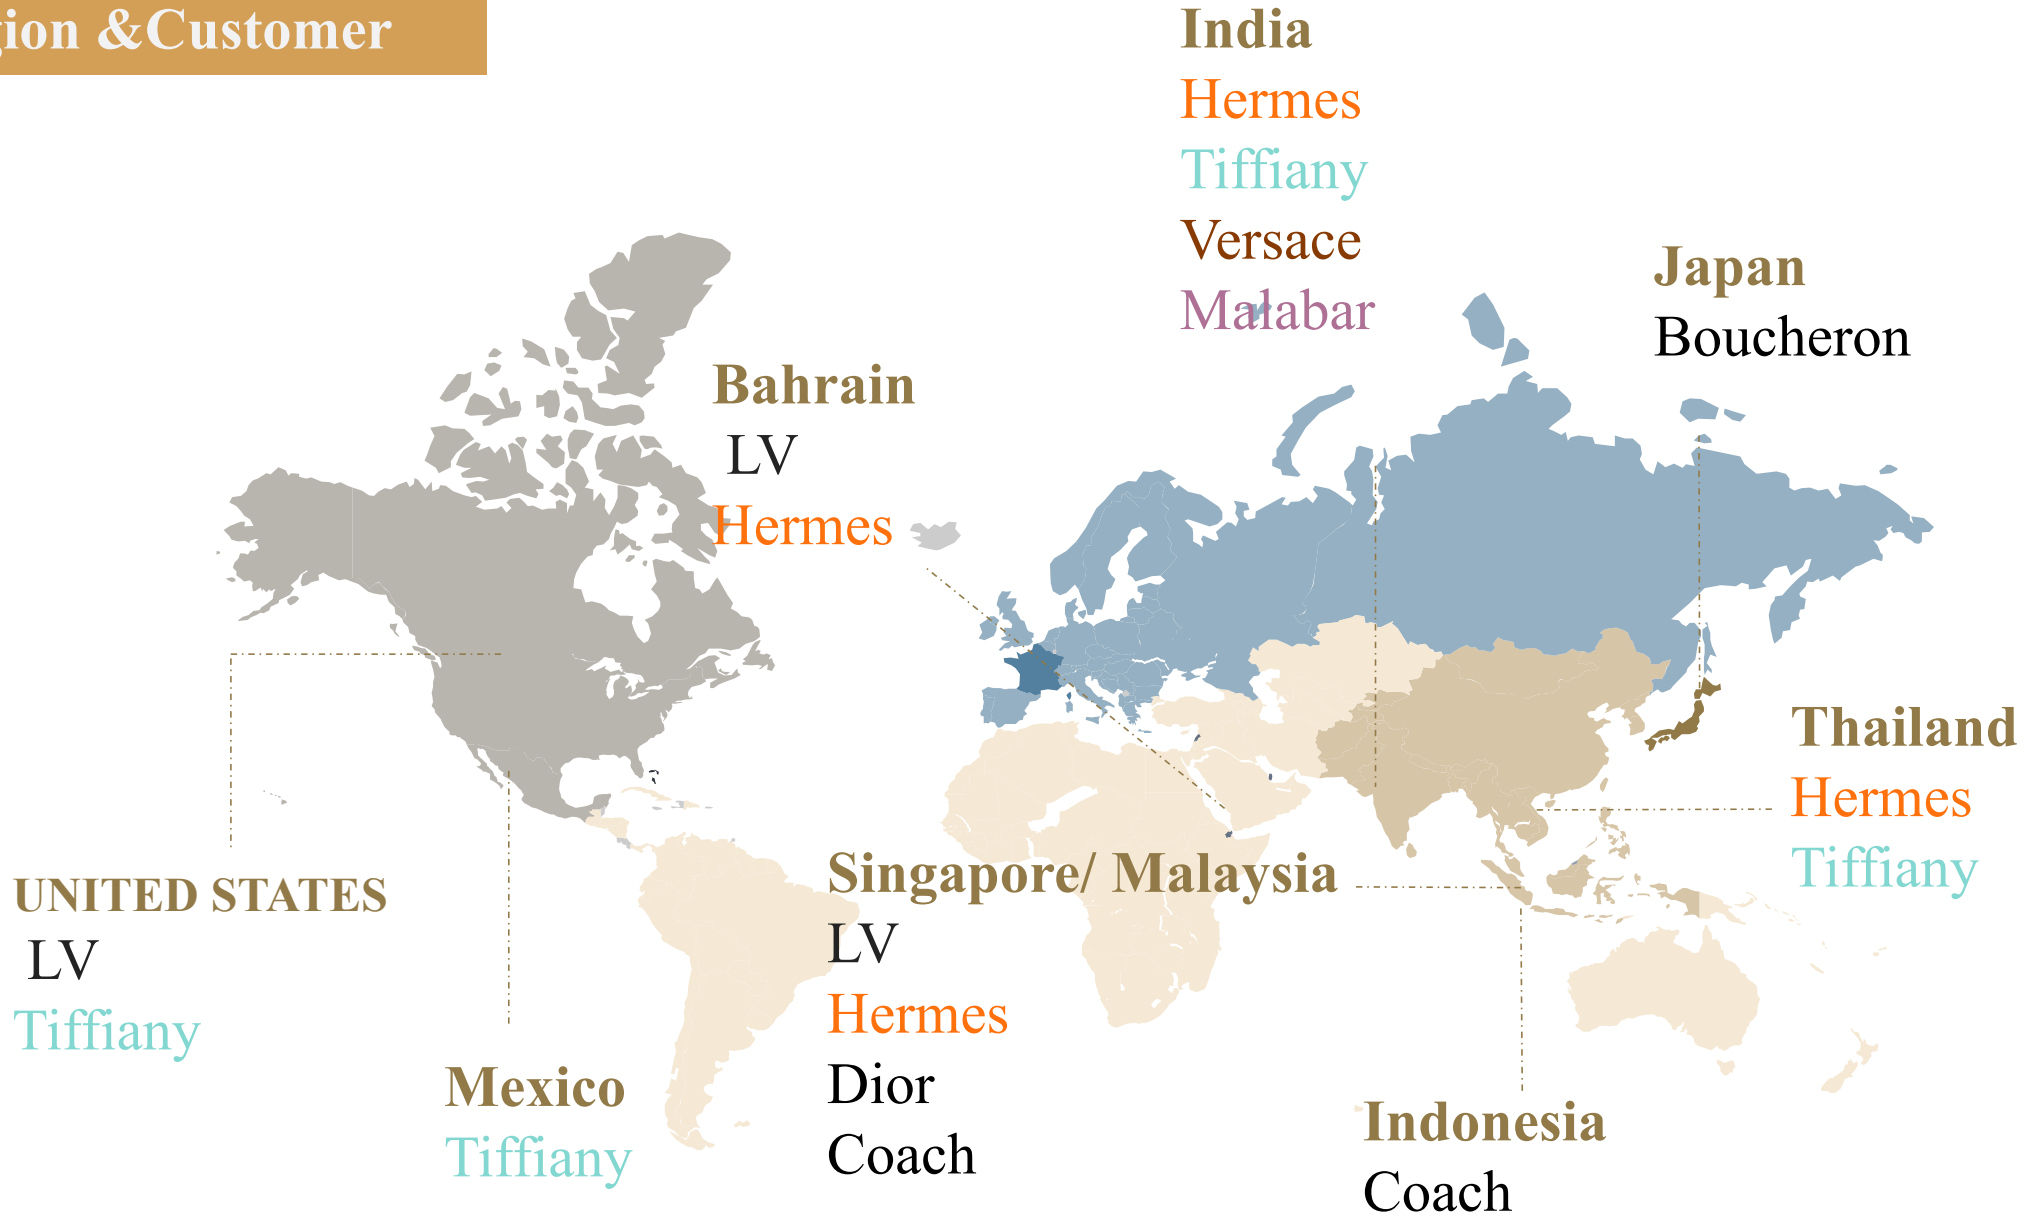 &Customer
India
Hermes
Tiffiany
Versace
Malabar
Japan
Boucheron
Bahrain
LV
Hermes
Thailand
Hermes
Tiffiany
UNITED STATES
LV
Tiffiany
Mexico
Tiffiany
Singapore/ Malaysia
LV
Hermes
Dior
Coach
Indonesia
Coach